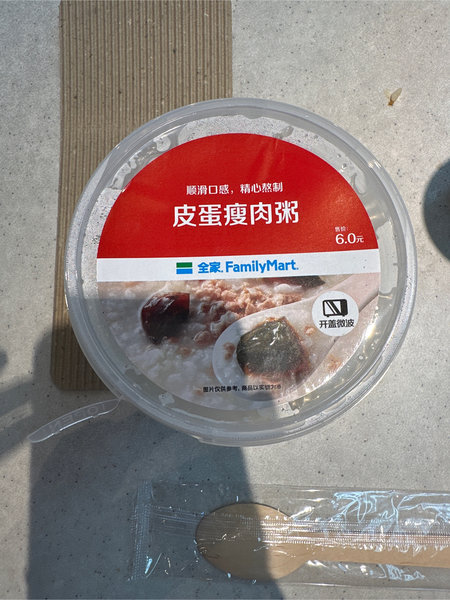 顺滑口感，精心熬制
皮蛋瘦肉粥
售价：
6.0元
全家 FamilyMart.
开盖微波
图片仅供参考，商品以实物为准